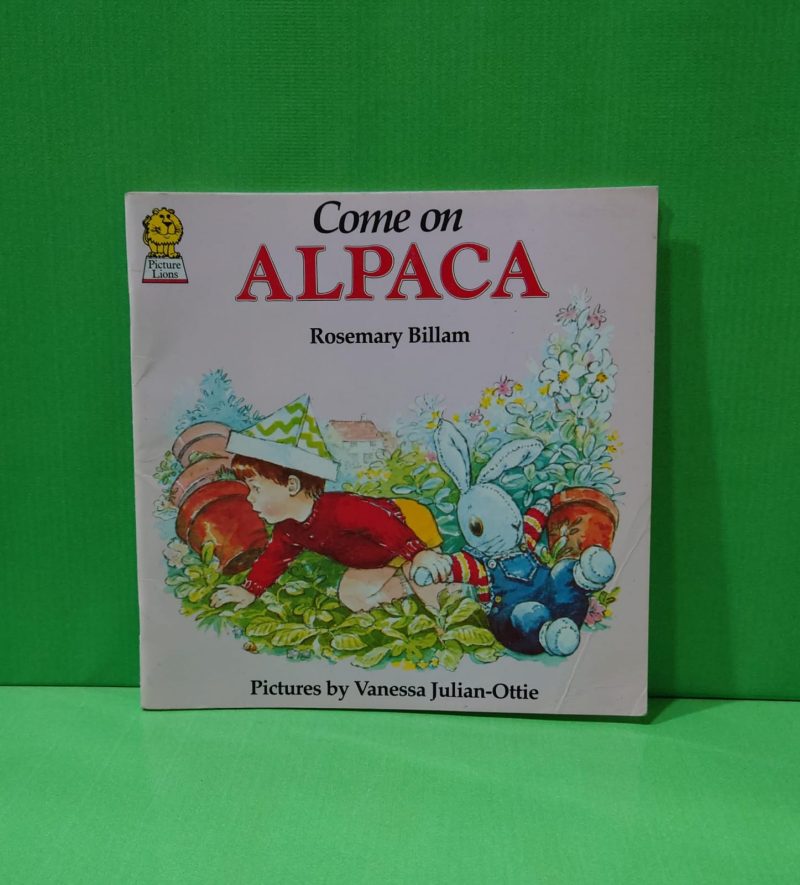 Come on
ALPACA
Picture
Lions
Rosemary Billam
Pictures by Vanessa Julian-Ottie